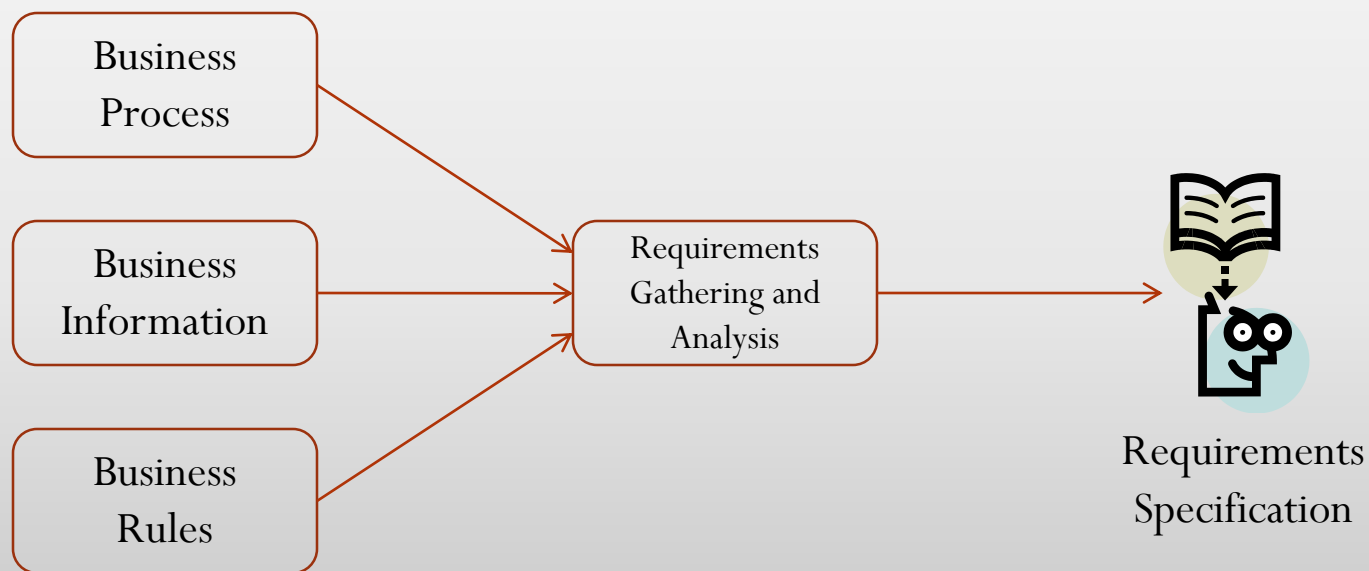 Business
Process
Business
Information
Business
Rules
Requirements
Gathering and
Analysis
Requirements
Specification